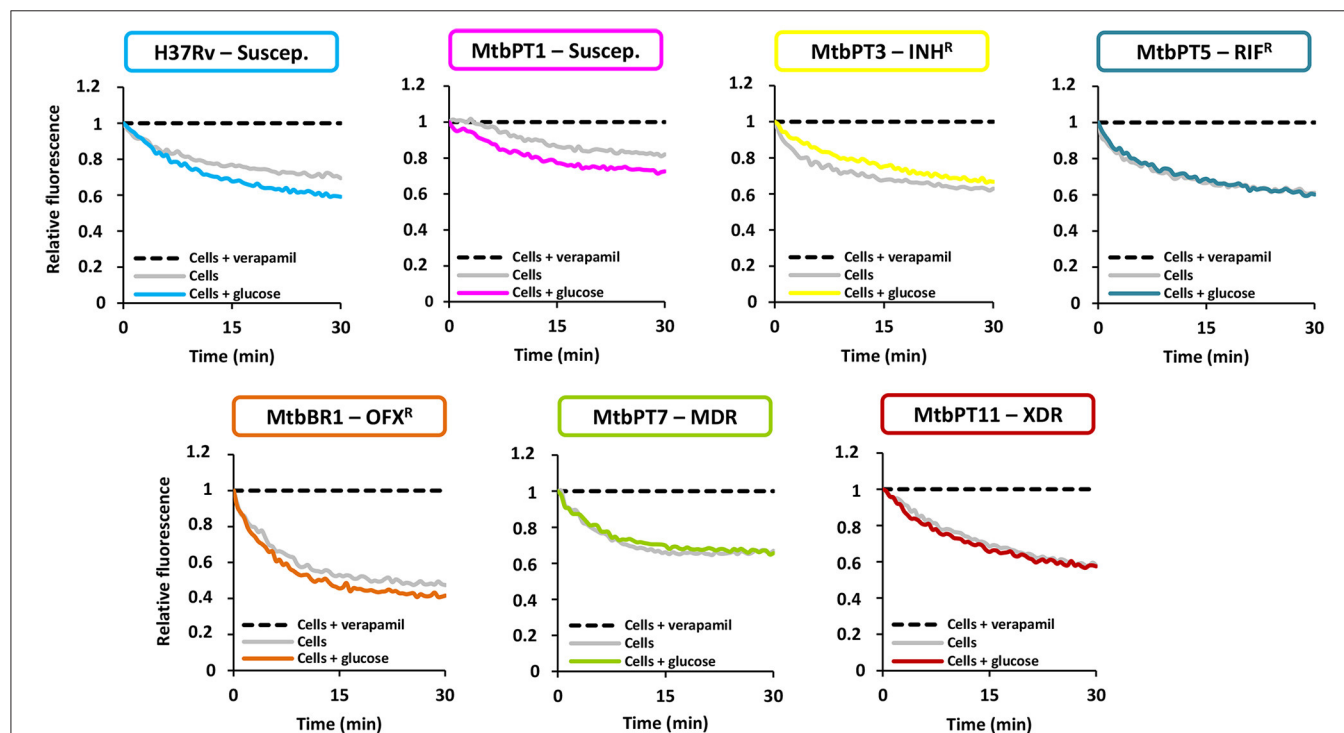 H37Rv – Suscep.
MtbPT1 – Suscep.
MtbPT3 – INHᴿ
MtbPT5 – RIFᴿ
Relative fluorescence
1.2
1
0.8
0.6
0.4
0.2
0
Cells + verapamil
Cells
Cells + glucose
0 15 30
Time (min)
1.2
1
0.8
0.6
0.4
0.2
0
Cells + verapamil
Cells
Cells + glucose
0 15 30
Time (min)
1.2
1
0.8
0.6
0.4
0.2
0
Cells + verapamil
Cells
Cells + glucose
0 15 30
Time (min)
1.2
1
0.8
0.6
0.4
0.2
0
Cells + verapamil
Cells
Cells + glucose
0 15 30
Time (min)
MtbBR1 – OFXᴿ
MtbPT7 – MDR
MtbPT11 – XDR
Relative fluorescence
1.2
1
0.8
0.6
0.4
0.2
0
Cells + verapamil
Cells
Cells + glucose
0 15 30
Time (min)
1.2
1
0.8
0.6
0.4
0.2
0
Cells + verapamil
Cells
Cells + glucose
0 15 30
Time (min)
1.2
1
0.8
0.6
0.4
0.2
0
Cells + verapamil
Cells
Cells + glucose
0 15 30
Time (min)